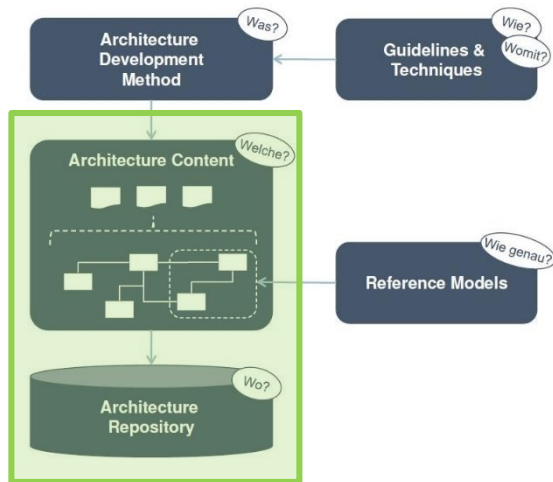 Was?
Architecture
Development
Method
Wie?
Womit?
Guidelines &
Techniques
Welche?
Architecture Content
Wie genau?
Reference Models
Wo?
Architecture
Repository